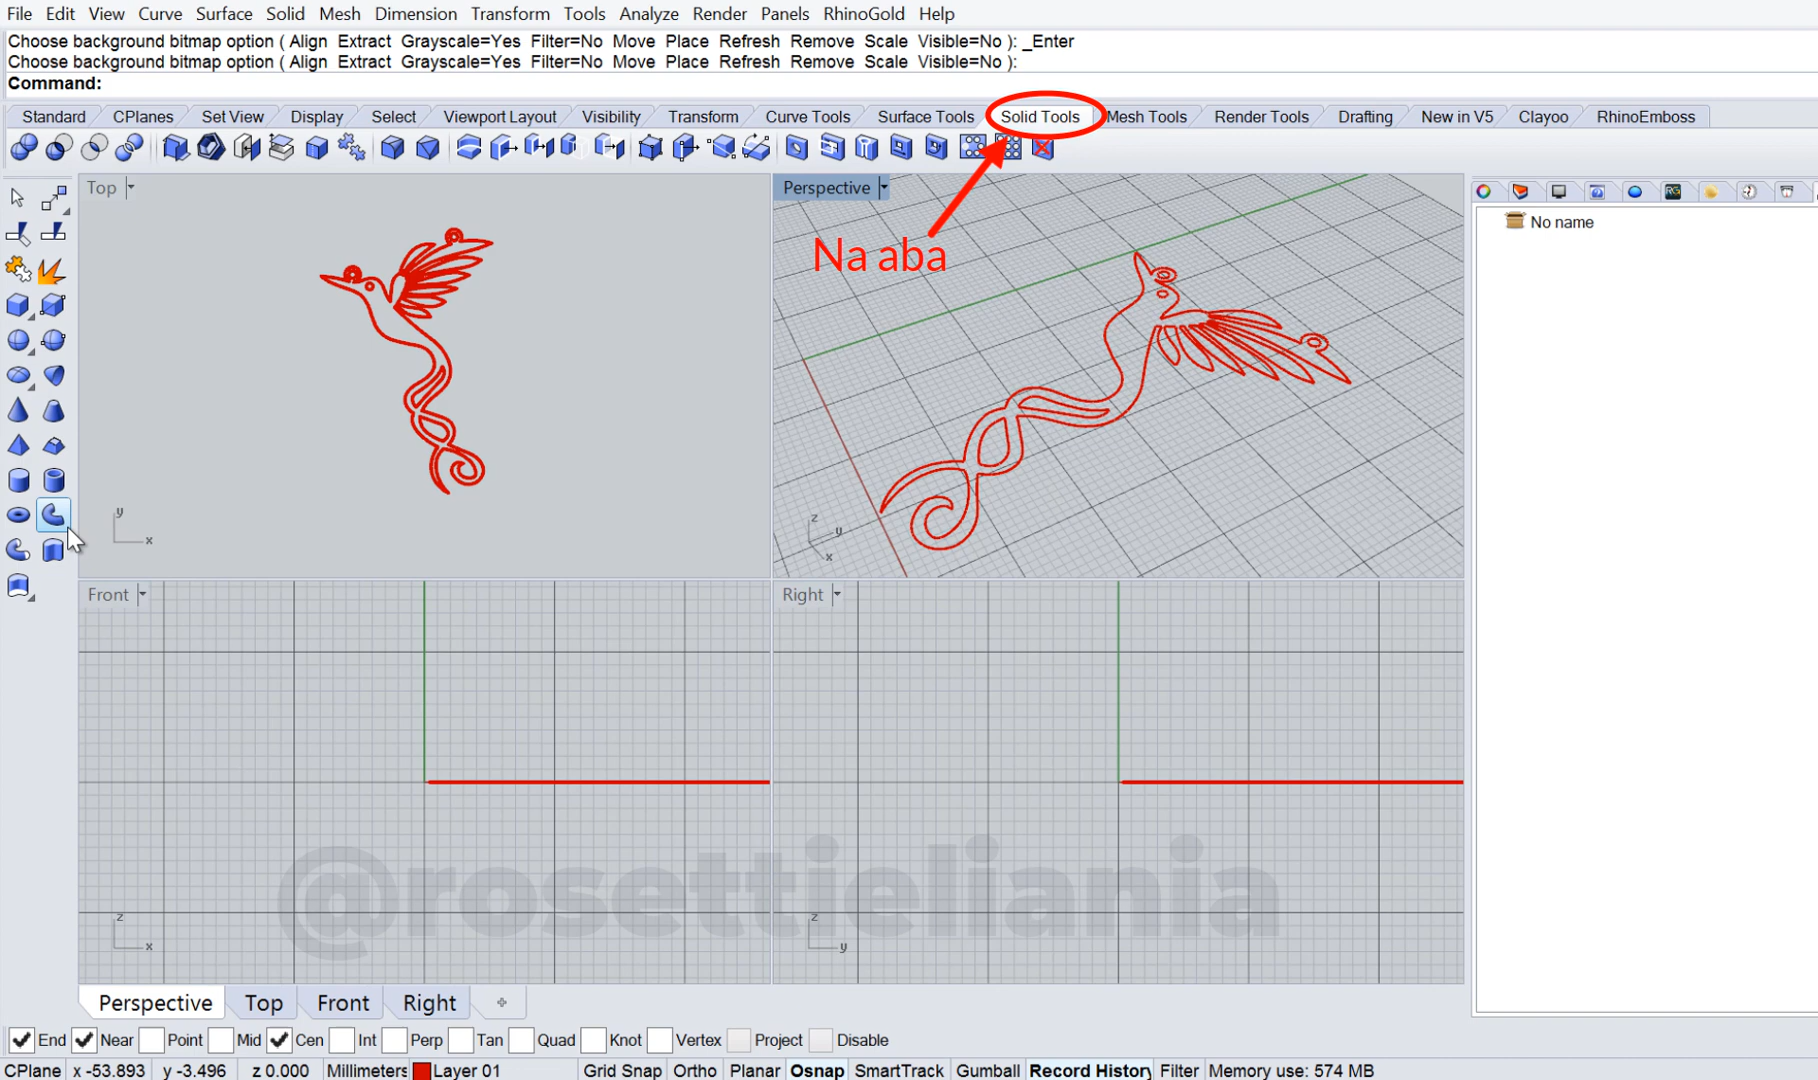 File Edit View Curve Surface Solid Mesh Dimension Transform Tools Analyze Render Panels RhinoGold Help
Choose background bitmap option ( Align Extract Grayscale=Yes Filter=No Move Place Refresh Remove Scale Visible=No ): _Enter
Choose background bitmap option ( Align Extract Grayscale=Yes Filter=No Move Place Refresh Remove Scale Visible=No ):
Command:
Standard CPlanes Set View Display Select Viewport Layout Visibility Transform Curve Tools Surface Tools Solid Tools Mesh Tools Render Tools Drafting New in V5 Clayoo RhinoEmboss
Top
Perspective
No name
Na aba
y
x
z
y
x
Front
Right
@rosettieliania
z
x
z
y
Perspective Top Front Right
End Near Point Mid Cen Int Perp Tan Quad Knot Vertex Project Disable
CPlane x -53.893 y -3.496 z 0.000 Millimeters Layer 01 Grid Snap Ortho Planar Osnap SmartTrack Gumball Record History Filter Memory use: 574 MB